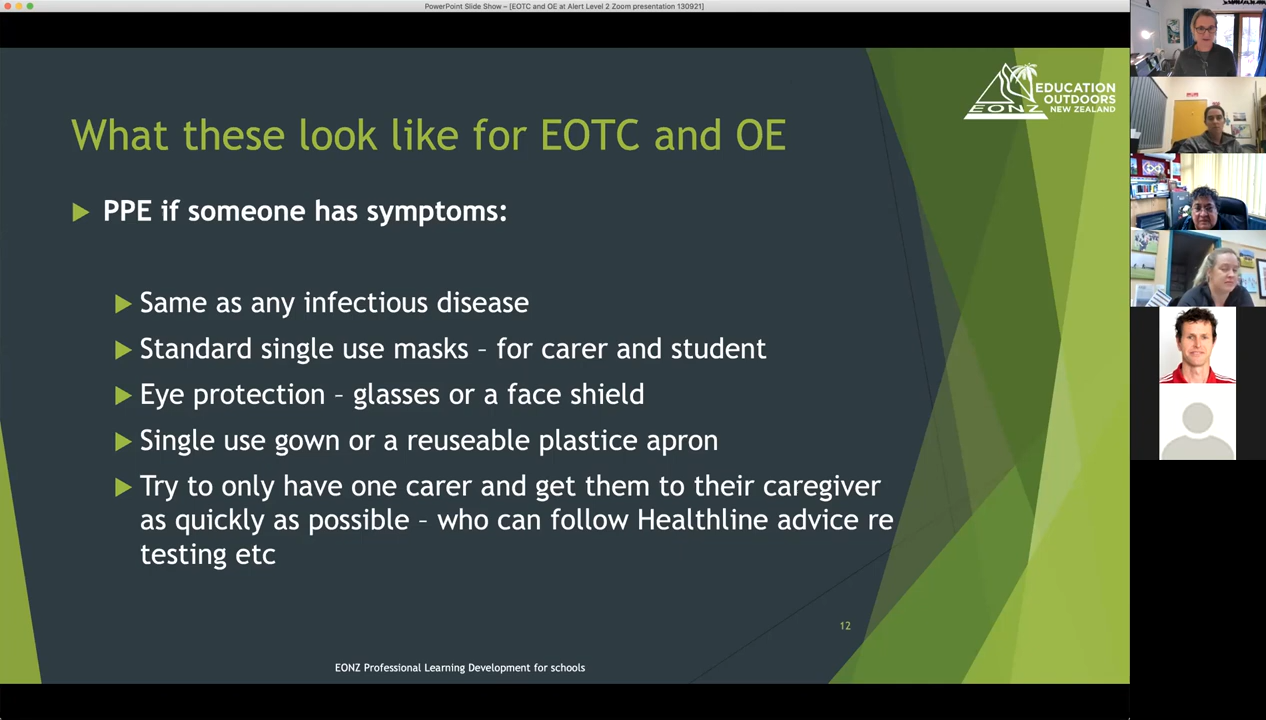 PowerPoint Slide Show – [EOTC and OE at Alert Level 2 Zoom presentation 130921]
EONZ
EDUCATION
OUTDOORS
NEW ZEALAND
What these look like for EOTC and OE
PPE if someone has symptoms:
Same as any infectious disease
Standard single use masks – for carer and student
Eye protection – glasses or a face shield
Single use gown or a reuseable plastice apron
Try to only have one carer and get them to their caregiver
as quickly as possible – who can follow Healthline advice re
testing etc
12
EONZ Professional Learning Development for schools